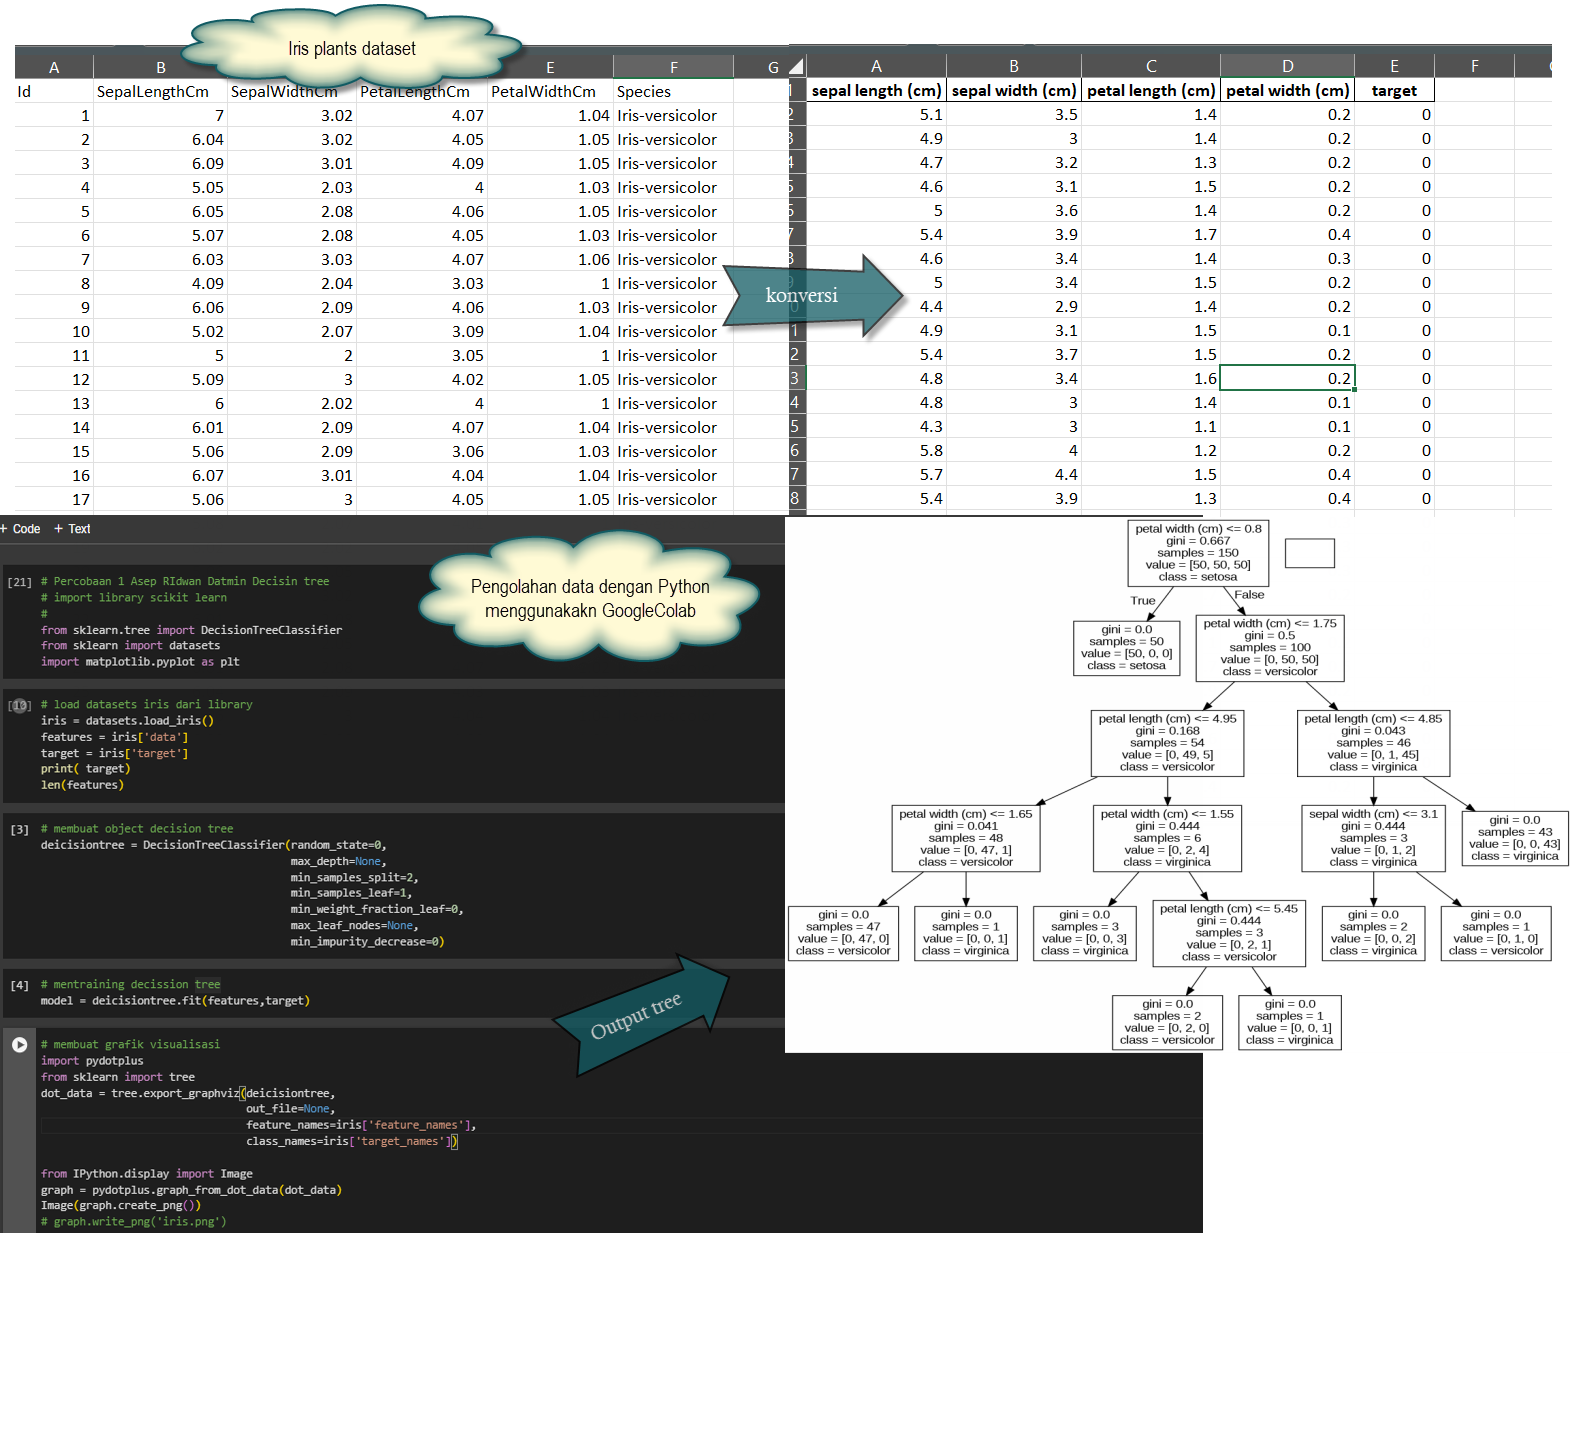 Iris plants dataset
A B E F G
Id SepalLengthCm SepalWidthCm PetalLengthCm PetalWidthCm Species
1 7 3.02 4.07 1.04 Iris-versicolor
2 6.04 3.02 4.05 1.05 Iris-versicolor
3 6.09 3.01 4.09 1.05 Iris-versicolor
4 5.05 2.03 4 1.03 Iris-versicolor
5 6.05 2.08 4.06 1.05 Iris-versicolor
6 5.07 2.08 4.05 1.03 Iris-versicolor
7 6.03 3.03 4.07 1.06 Iris-versicolor
8 4.09 2.04 3.03 1 Iris-versicolor
9 6.06 2.09 4.06 1.03 Iris-versicolor
10 5.02 2.07 3.09 1.04 Iris-versicolor
11 5 2 3.05 1 Iris-versicolor
12 5.09 3 4.02 1.05 Iris-versicolor
13 6 2.02 4 1 Iris-versicolor
14 6.01 2.09 4.07 1.04 Iris-versicolor
15 5.06 2.09 3.06 1.03 Iris-versicolor
16 6.07 3.01 4.04 1.04 Iris-versicolor
17 5.06 3 4.05 1.05 Iris-versicolor
konversi
A B C D E F
sepal length (cm) sepal width (cm) petal length (cm) petal width (cm) target
2 5.1 3.5 1.4 0.2 0
3 4.9 3 1.4 0.2 0
4 4.7 3.2 1.3 0.2 0
5 4.6 3.1 1.5 0.2 0
6 5 3.6 1.4 0.2 0
7 5.4 3.9 1.7 0.4 0
8 4.6 3.4 1.4 0.3 0
9 5 3.4 1.5 0.2 0
0 4.4 2.9 1.4 0.2 0
1 4.9 3.1 1.5 0.1 0
2 5.4 3.7 1.5 0.2 0
3 4.8 3.4 1.6 0.2 0
4 4.8 3 1.4 0.1 0
5 4.3 3 1.1 0.1 0
6 5.8 4 1.2 0.2 0
7 5.7 4.4 1.5 0.4 0
8 5.4 3.9 1.3 0.4 0
+ Code + Text
Pengolahan data dengan Python
menggunakakn GoogleColab
[21] # Percobaan 1 Asep RIdwan Datmin Decisin tree
# import library scikit learn
#
from sklearn.tree import DecisionTreeClassifier
from sklearn import datasets
import matplotlib.pyplot as plt
[10] # load datasets iris dari library
iris = datasets.load_iris()
features = iris['data']
target = iris['target']
print( target)
len(features)
[3] # membuat object decision tree
deicisiontree = DecisionTreeClassifier(random_state=0,
max_depth=None,
min_samples_split=2,
min_samples_leaf=1,
min_weight_fraction_leaf=0,
max_leaf_nodes=None,
min_impurity_decrease=0)
[4] # mentraining decission tree
model = deicisiontree.fit(features,target)
Output tree
# membuat grafik visualisasi
import pydotplus
from sklearn import tree
dot_data = tree.export_graphviz(deicisiontree,
out_file=None,
feature_names=iris['feature_names'],
class_names=iris['target_names'])
from IPython.display import Image
graph = pydotplus.graph_from_dot_data(dot_data)
Image(graph.create_png())
# graph.write_png('iris.png')
petal width (cm) <= 0.8
gini = 0.667
samples = 150
value = [50, 50, 50]
class = setosa
True
False
gini = 0.0
samples = 50
value = [50, 0, 0]
class = setosa
petal width (cm) <= 1.75
gini = 0.5
samples = 100
value = [0, 50, 50]
class = versicolor
petal length (cm) <= 4.95
gini = 0.168
samples = 54
value = [0, 49, 5]
class = versicolor
petal length (cm) <= 4.85
gini = 0.043
samples = 46
value = [0, 1, 45]
class = virginica
petal width (cm) <= 1.65
gini = 0.041
samples = 48
value = [0, 47, 1]
class = versicolor
petal width (cm) <= 1.55
gini = 0.444
samples = 6
value = [0, 2, 4]
class = virginica
sepal width (cm) <= 3.1
gini = 0.444
samples = 3
value = [0, 1, 2]
class = virginica
gini = 0.0
samples = 43
value = [0, 0, 43]
class = virginica
gini = 0.0
samples = 47
value = [0, 47, 0]
class = versicolor
gini = 0.0
samples = 1
value = [0, 0, 1]
class = virginica
gini = 0.0
samples = 3
value = [0, 0, 3]
class = virginica
petal length (cm) <= 5.45
gini = 0.444
samples = 3
value = [0, 2, 1]
class = versicolor
gini = 0.0
samples = 2
value = [0, 0, 2]
class = virginica
gini = 0.0
samples = 1
value = [0, 1, 0]
class = versicolor
gini = 0.0
samples = 2
value = [0, 2, 0]
class = versicolor
gini = 0.0
samples = 1
value = [0, 0, 1]
class = virginica